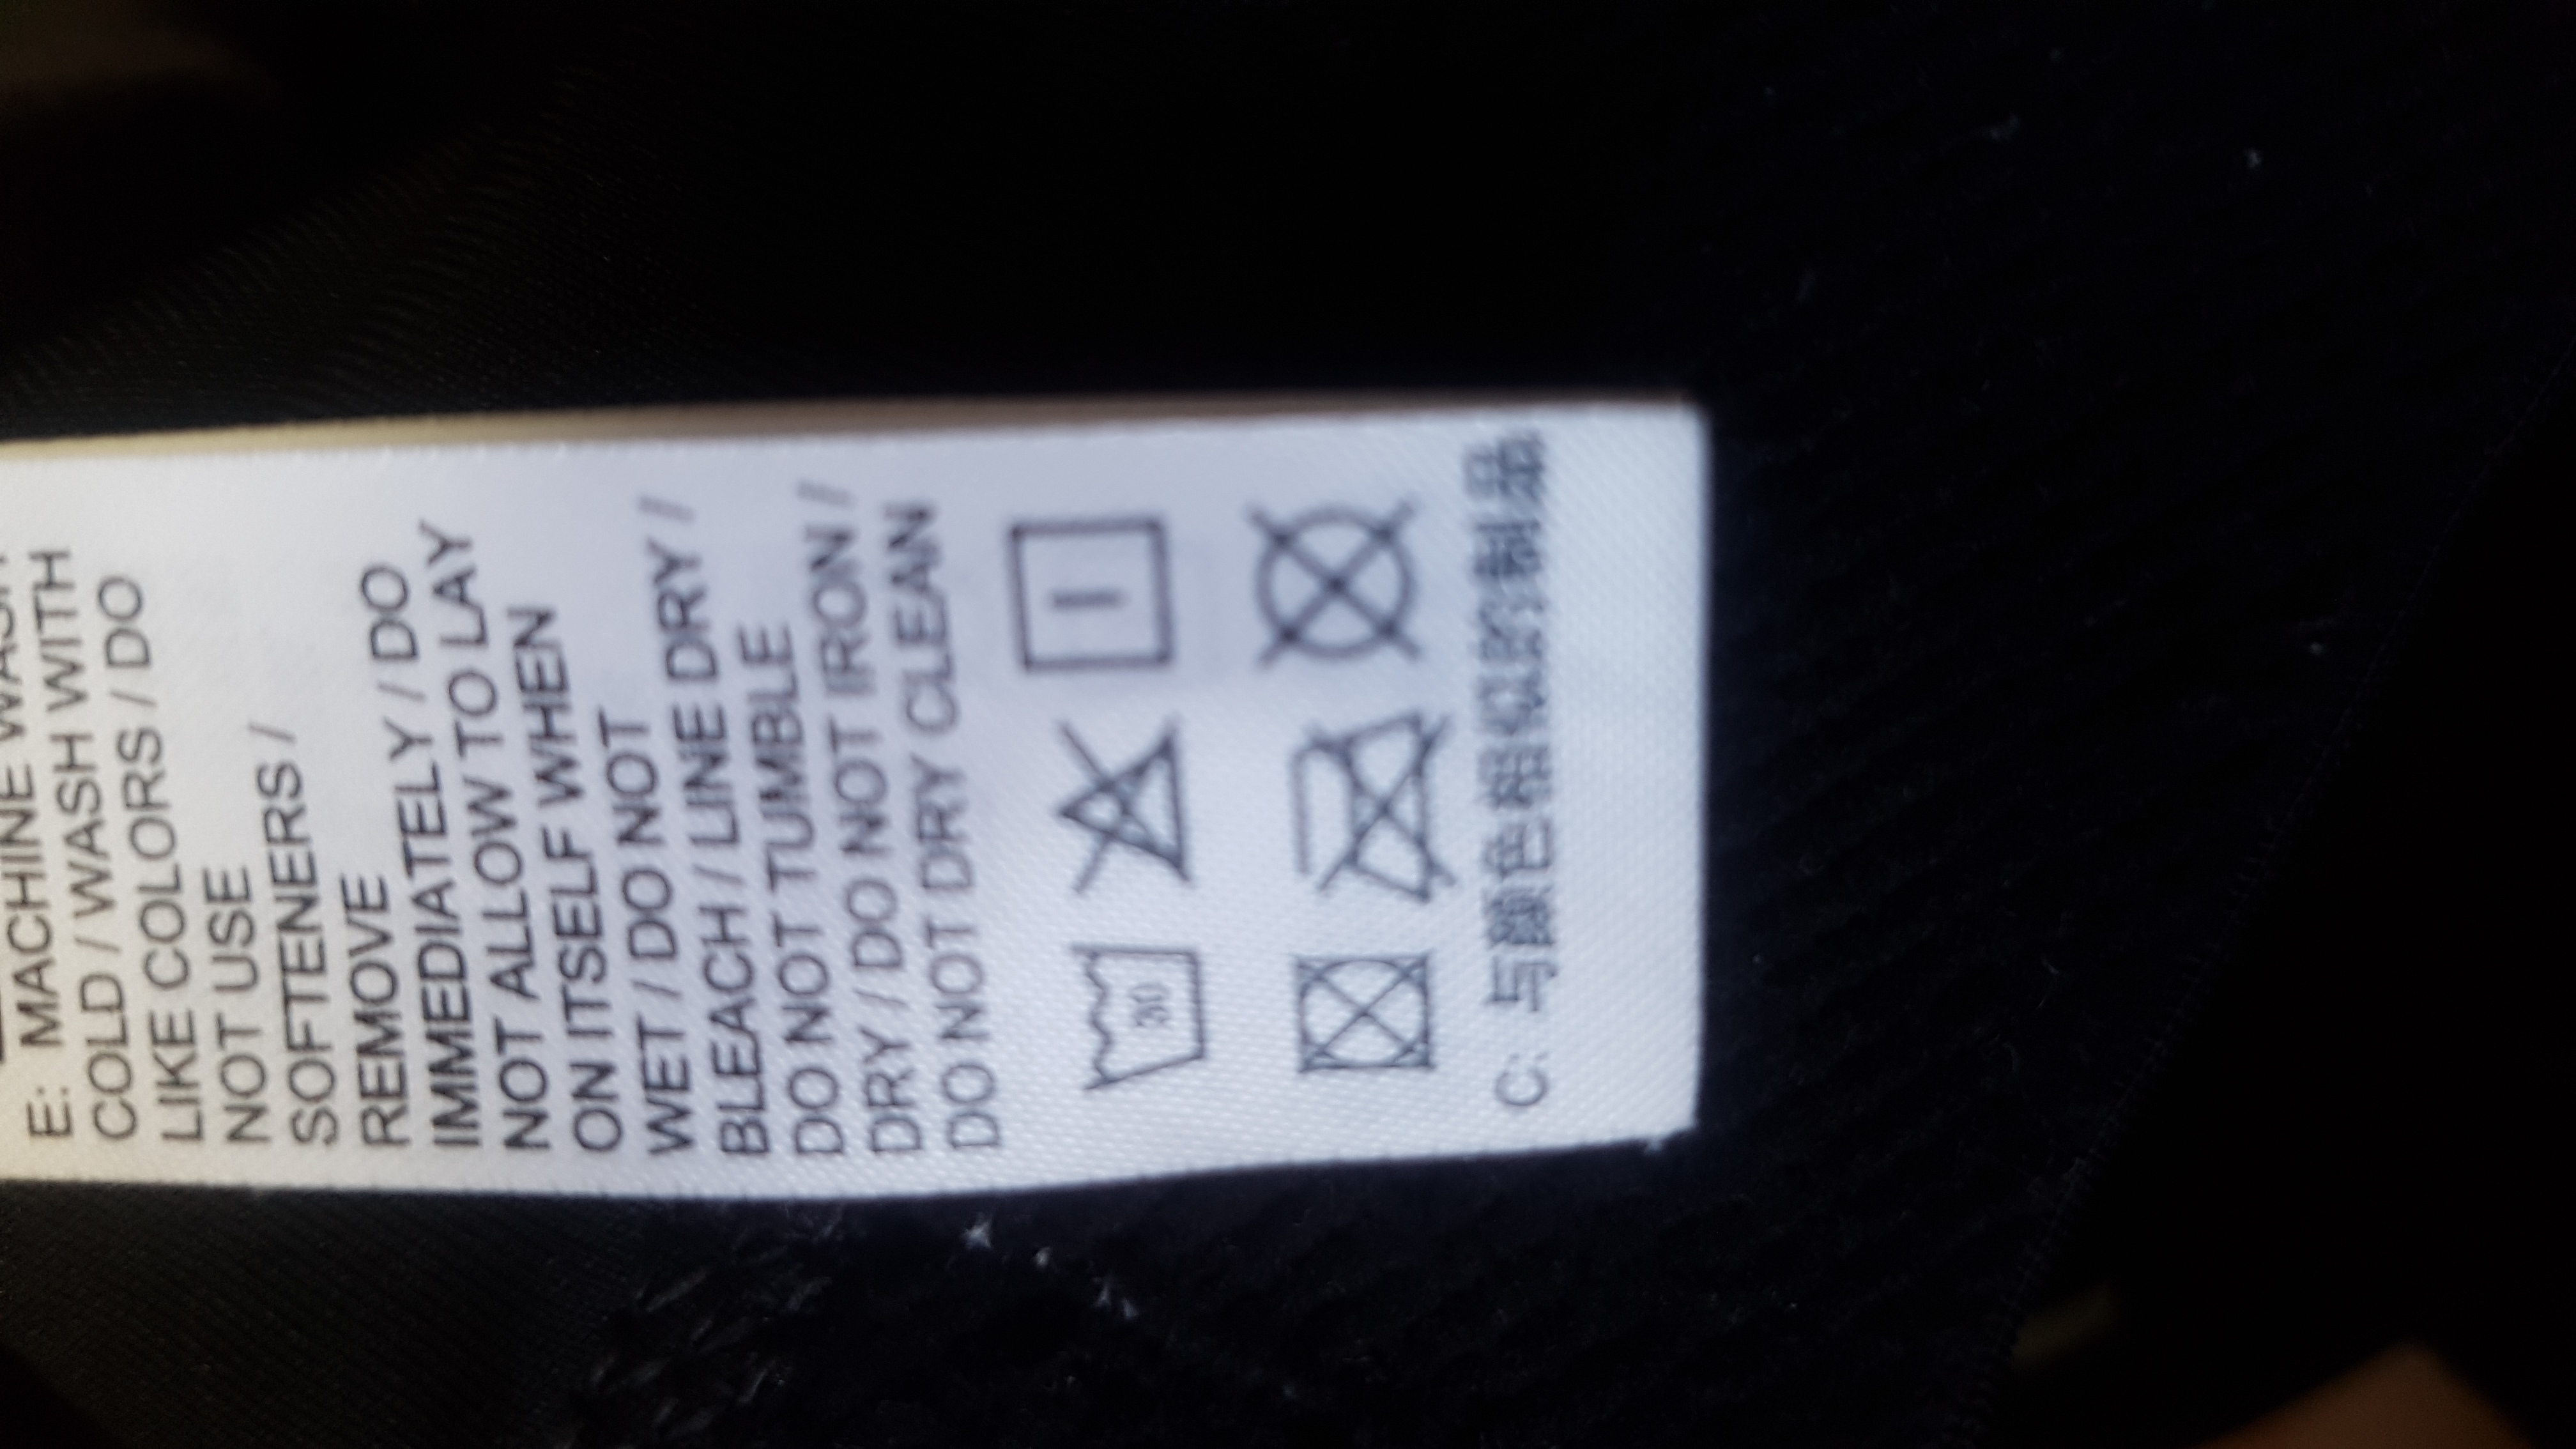 E: MACHINE WASH
COLD / WASH WITH
LIKE COLORS / DO
NOT USE
SOFTENERS /
REMOVE
IMMEDIATELY / DO
NOT ALLOW TO LAY
ON ITSELF WHEN
WET / DO NOT
BLEACH / LINE DRY /
DO NOT TUMBLE
DRY / DO NOT IRON /
DO NOT DRY CLEAN
30
C: 与颜色相似的制品